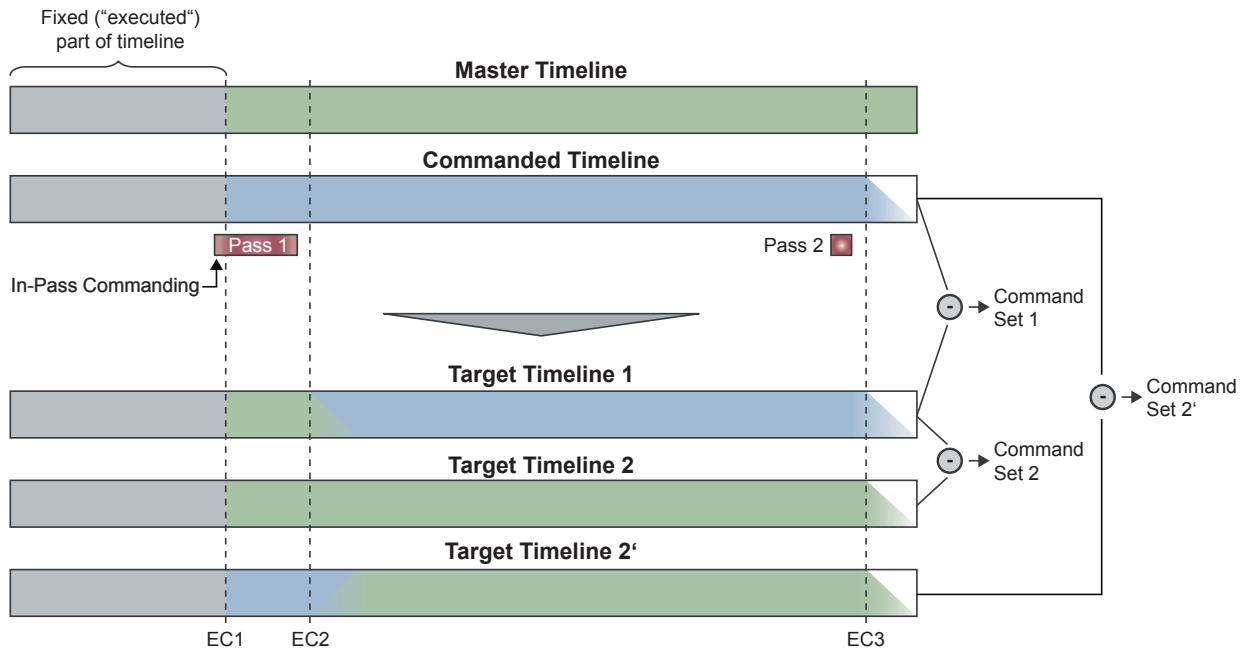 Fixed (“executed“)
part of timeline
Master Timeline
Commanded Timeline
Pass 1
Pass 2
In-Pass Commanding
-
Command
Set 1
Target Timeline 1
-
Command
Set 2‘
-
Command
Set 2
Target Timeline 2
Target Timeline 2‘
EC1
EC2
EC3